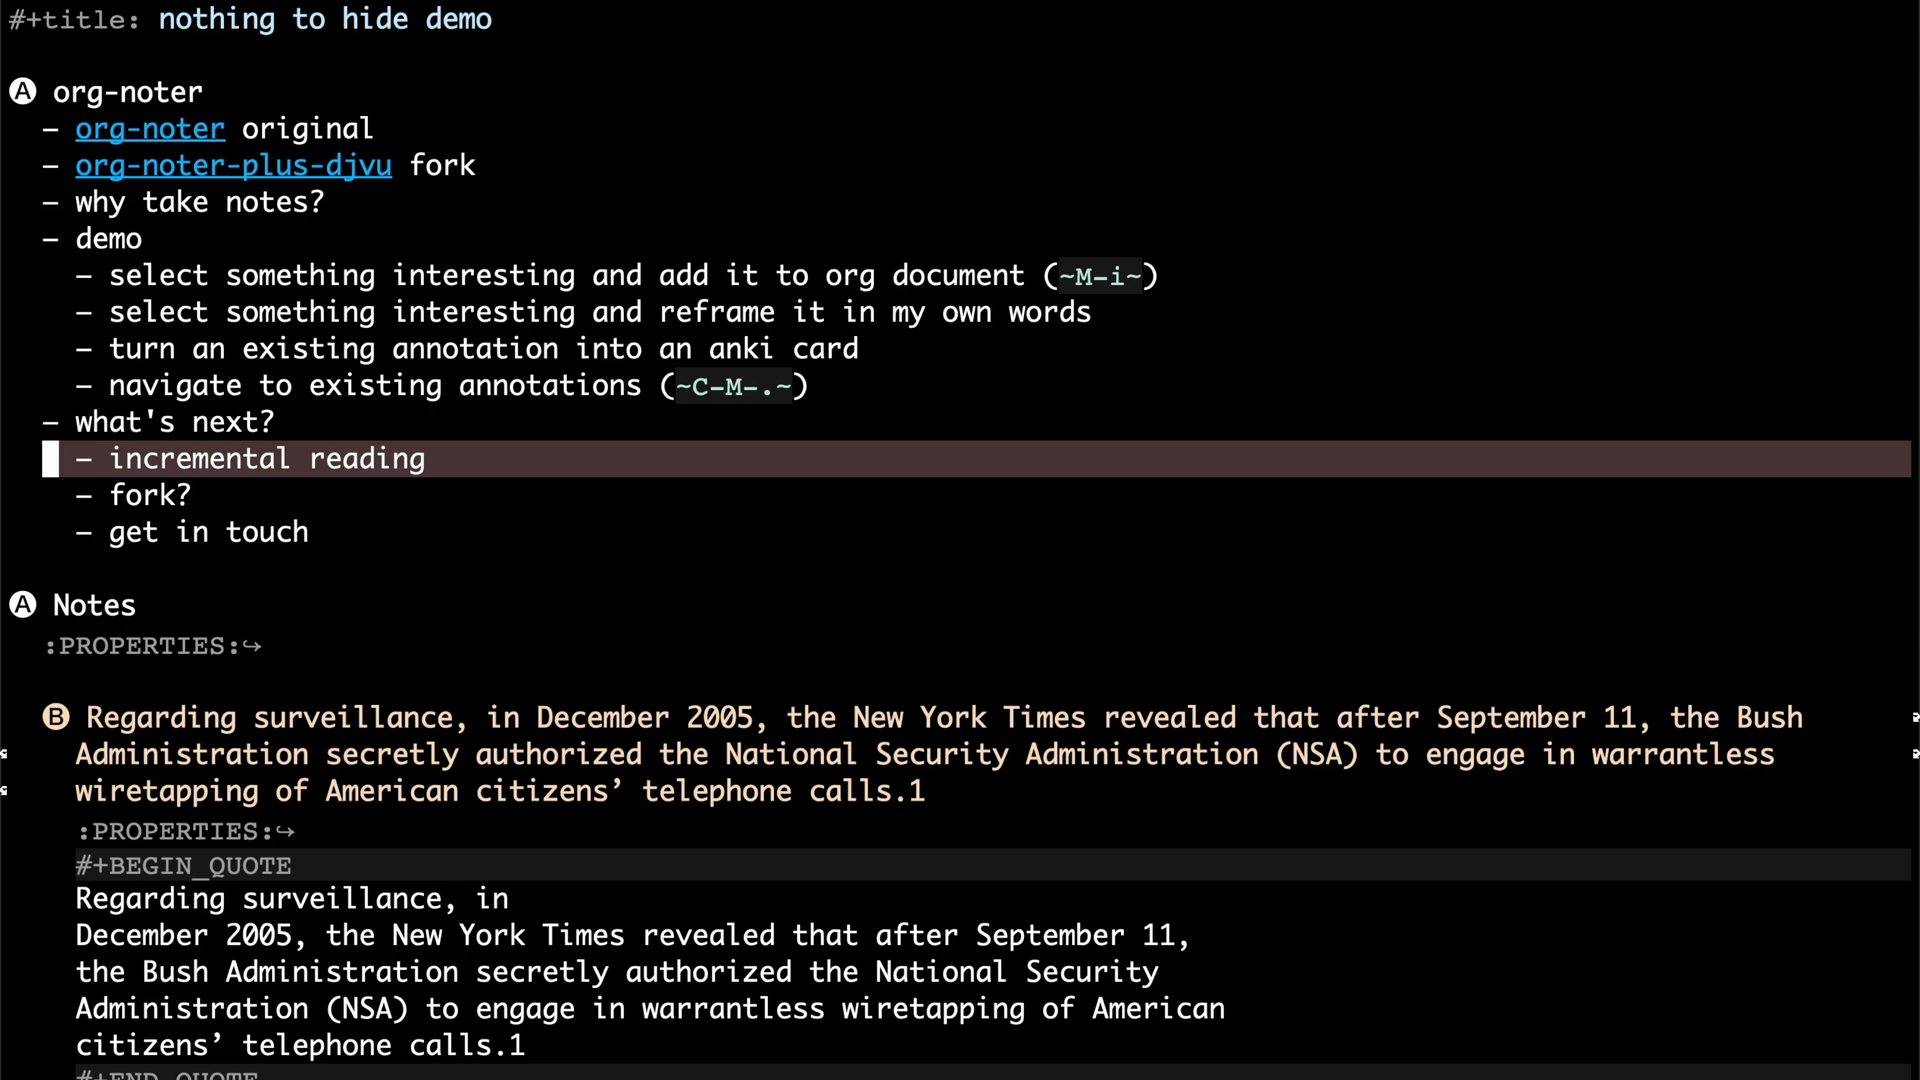 #+title: nothing to hide demo
A org-noter
– org-noter original
– org-noter-plus-djvu fork
– why take notes?
– demo
– select something interesting and add it to org document (~M-i~)
– select something interesting and reframe it in my own words
– turn an existing annotation into an anki card
– navigate to existing annotations (~C-M-.~)
– what's next?
– incremental reading
– fork?
– get in touch
A Notes
:PROPERTIES:↪
B Regarding surveillance, in December 2005, the New York Times revealed that after September 11, the Bush
Administration secretly authorized the National Security Administration (NSA) to engage in warrantless
wiretapping of American citizens’ telephone calls.1
:PROPERTIES:↪
#+BEGIN_QUOTE
Regarding surveillance, in
December 2005, the New York Times revealed that after September 11,
the Bush Administration secretly authorized the National Security
Administration (NSA) to engage in warrantless wiretapping of American
citizens’ telephone calls.1
#+END_QUOTE